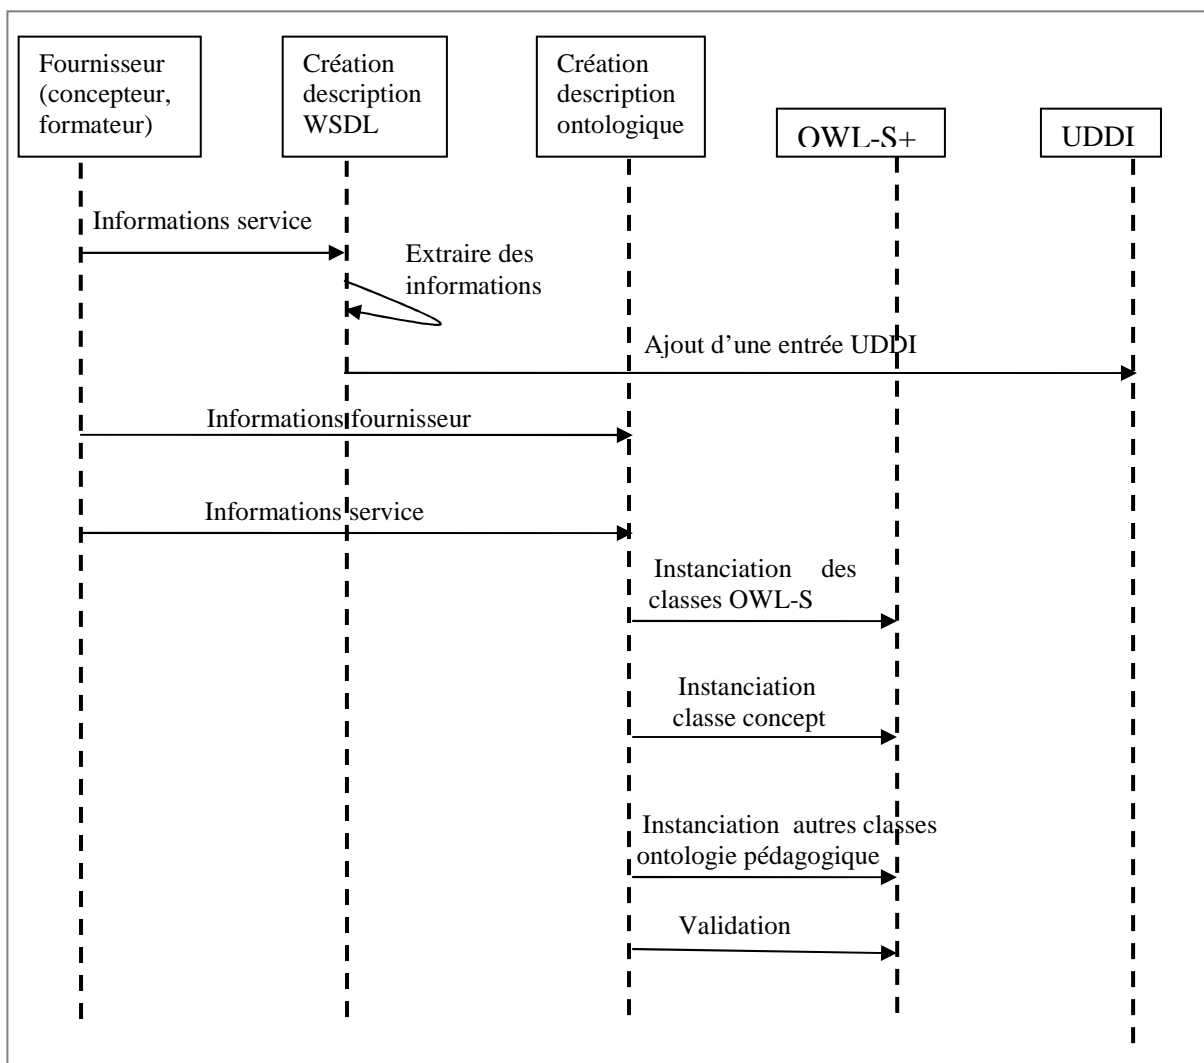 Fournisseur
(concepteur,
formateur)
Création
description
WSDL
Création
description
ontologique
OWL-S+
UDDI
Informations service
Extraire des
informations
Ajout d’une entrée UDDI
Informations fournisseur
Informations service
Instanciation des
classes OWL-S
Instanciation
classe concept
Instanciation autres classes
ontologie pédagogique
Validation